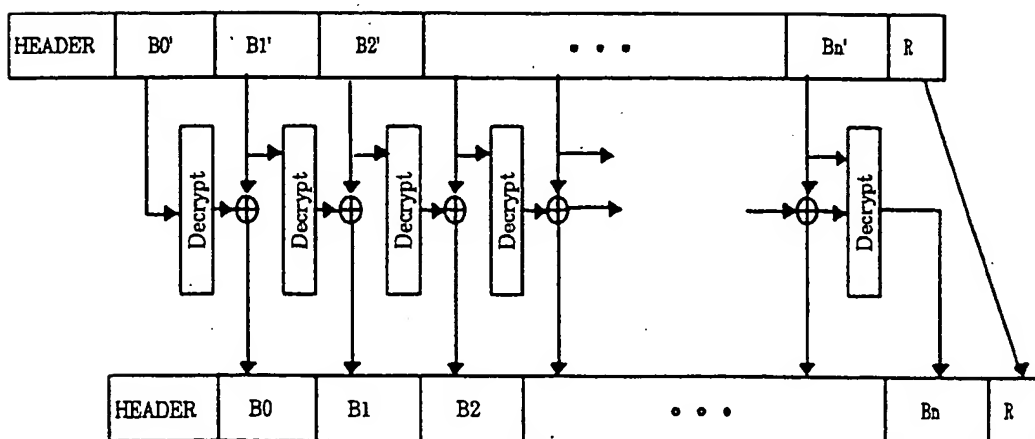 HEADER B0' B1' B2' • • • Bn' R
Decrypt Decrypt Decrypt Decrypt Decrypt
HEADER B0 B1 B2 o o o Bn R